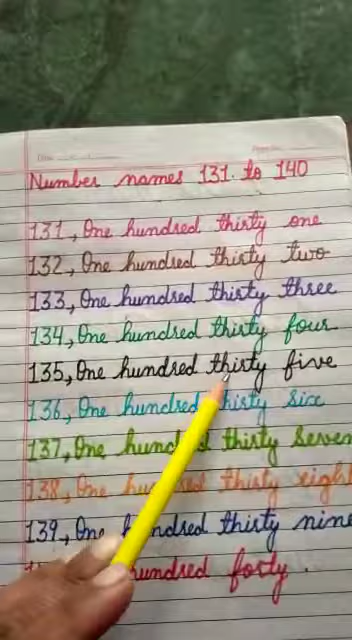 Number names 131 to 140
131, One hundred thirty one
132, One hundred thirty two
133, One hundred thirty three
134, One hundred thirty four
135, One hundred thirty five
136, One hundred thirty six
137, One hundred thirty seven
138, One hundred thirty eight
139, One hundred thirty nine
hundred forty